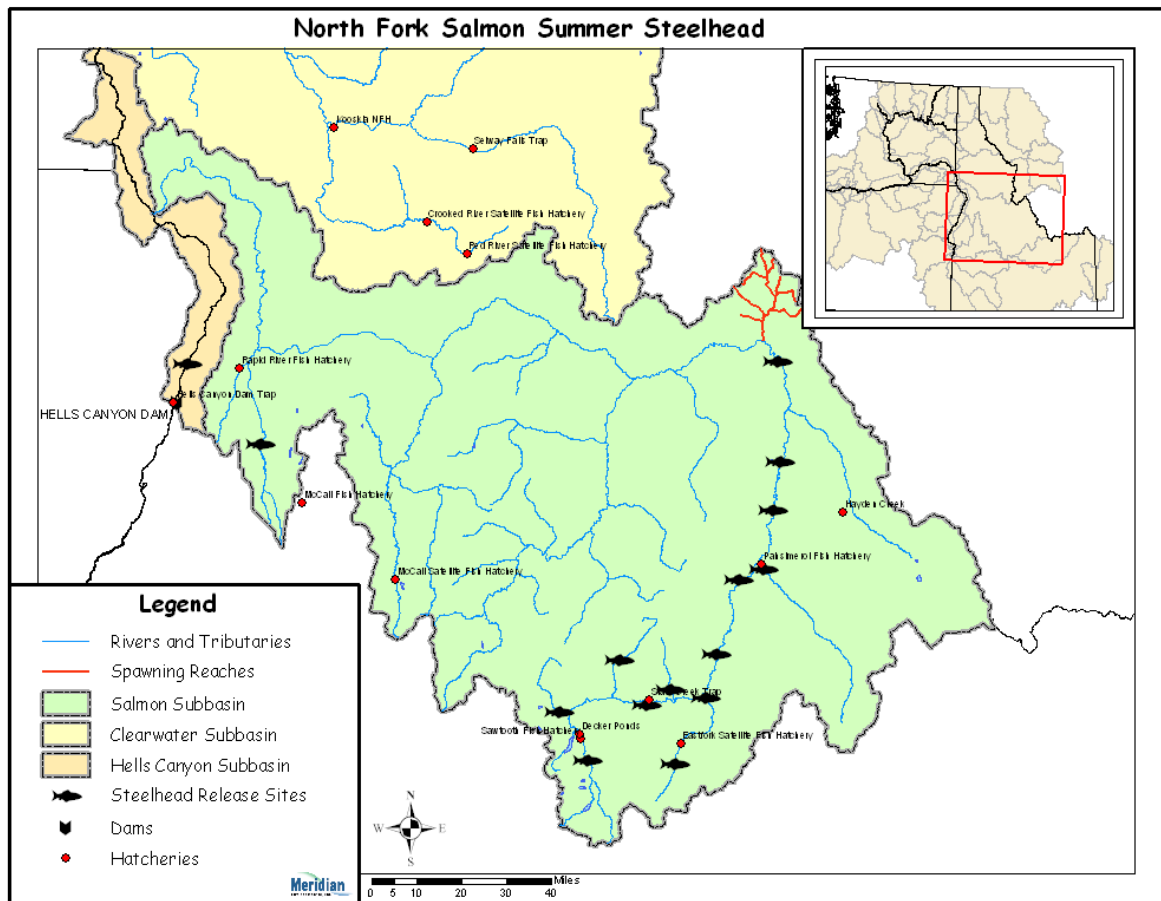 North Fork Salmon Summer Steelhead
Kooskia NFH
Selway Falls Trap
Crooked River Satellite Fish Hatchery
Red River Satellite Fish Hatchery
Rapid River Fish Hatchery
Hells Canyon Dam Trap
HELLS CANYON DAM
McCall Fish Hatchery
Hayden Creek
Pahsimeroi Fish Hatchery
McCall Satellite Fish Hatchery
Creek Trap
Decker Ponds
Sawtooth Fish Hatchery
Eastfork Satellite Fish Hatchery
Legend
Rivers and Tributaries
Spawning Reaches
Salmon Subbasin
Clearwater Subbasin
Hells Canyon Subbasin
Steelhead Release Sites
Dams
Hatcheries
N
W E
S
Meridian
Miles
0 5 10 20 30 40